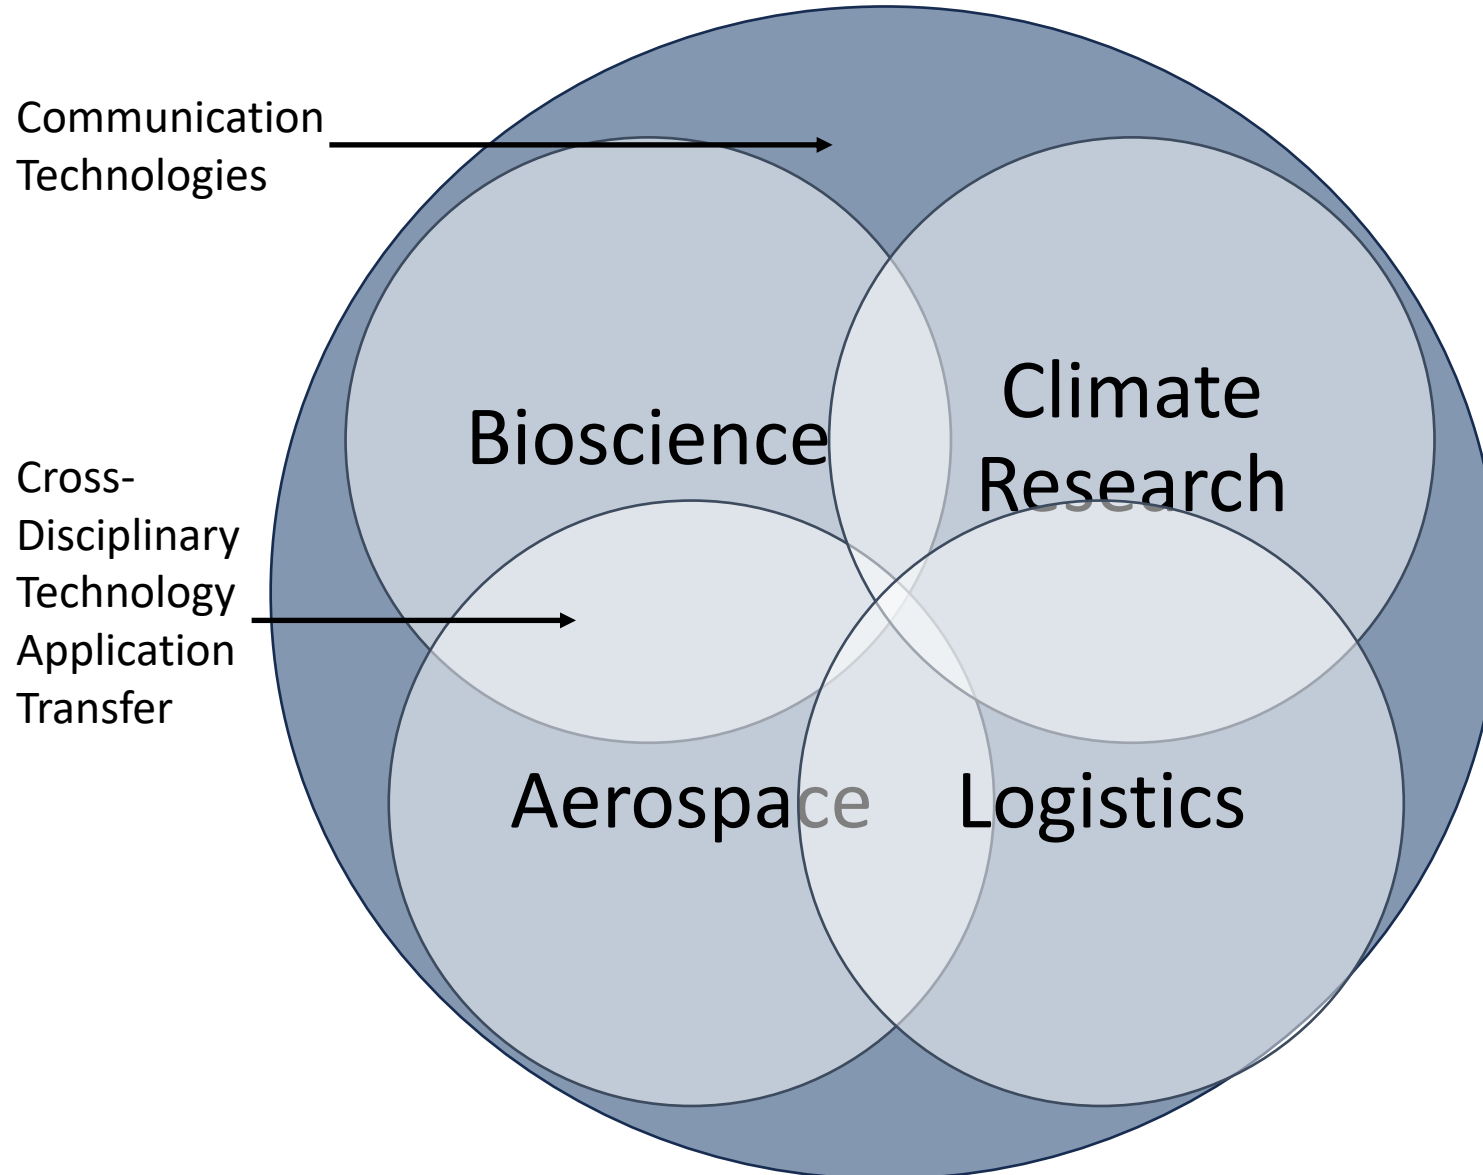 Communication
Technologies
Climate
Research
Bioscience
Cross-
Disciplinary
Technology
Application
Transfer
Aerospace
Logistics